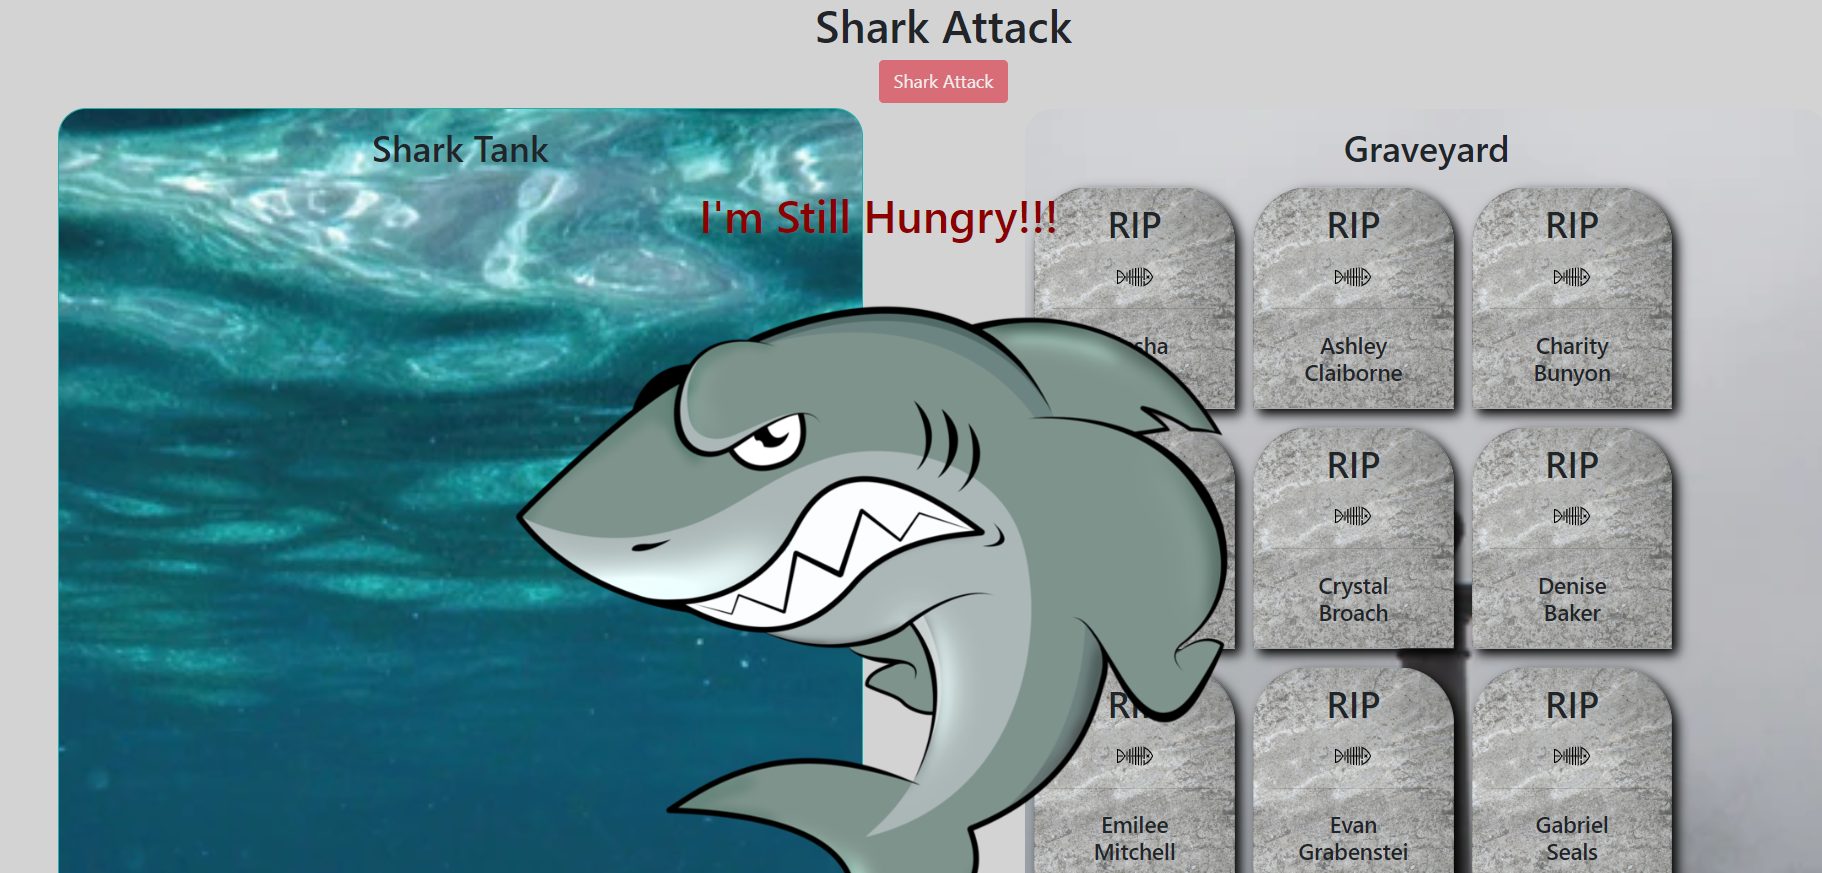 Shark Attack
Shark Attack
Shark Tank
Graveyard
I'm Still Hungry!!!
RIP
RIP
RIP
Ashley
Claiborne
Charity
Bunyon
RIP
RIP
Crystal
Broach
Denise
Baker
RIP
RIP
Emilee
Mitchell
Evan
Grabenstei
Gabriel
Seals